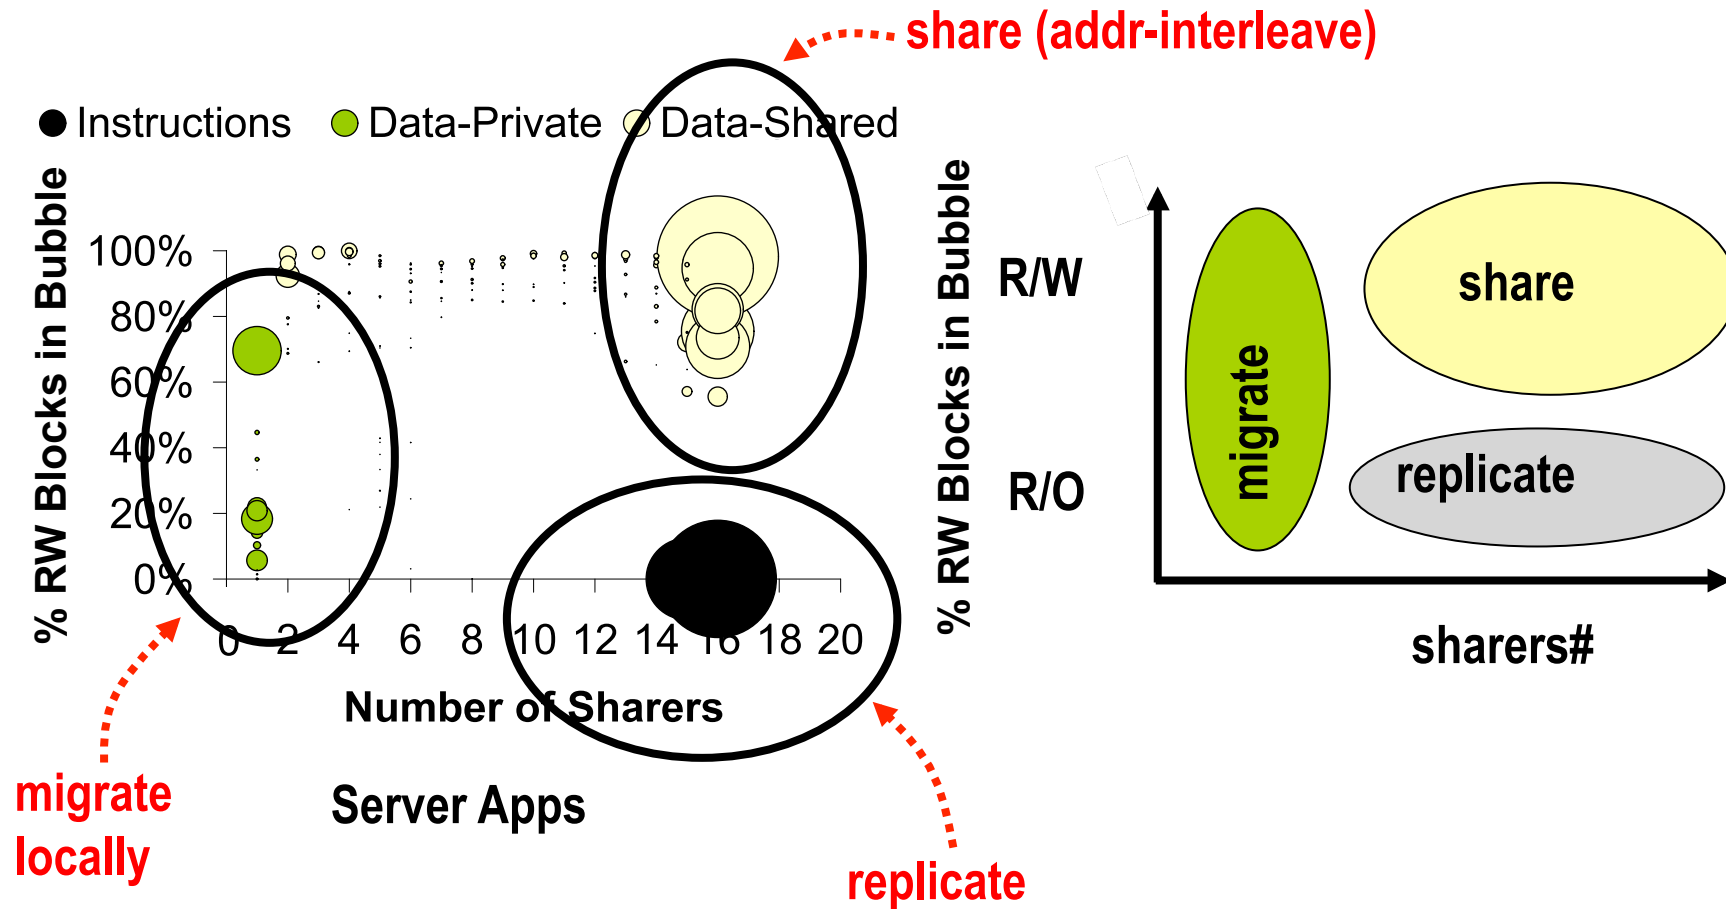 share (addr-interleave)
Instructions
Data-Private
Data-Shared
% RW Blocks in Bubble
100%
80%
60%
40%
20%
0%
0 2 4 6 8 10 12 14 16 18 20
Number of Sharers
Server Apps
migrate
locally
replicate
% RW Blocks in Bubble
R/W
R/O
migrate
share
replicate
sharers#